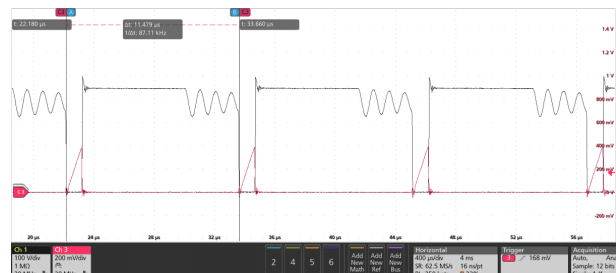 C3 A B C3
t: 22.180 µs Δt: 11.479 µs t: 33.660 µs
1/Δt: 87.11 kHz
1.4 V
1.2 V
1 V
800 mV
600 mV
400 mV
200 mV
0 V
-200 mV
C3
20 µs 24 µs 28 µs 32 µs 36 µs 40 µs 44 µs 48 µs 52 µs 56 µs
Ch 1 Ch 3 Add Add Add Horizontal Trigger Acquisition
100 V/div 200 mV/div 2 4 5 6 New New New 400 µs/div 4 ms 3 168 mV Auto,
1 MΩ Math Ref Bus SR: 62.5 MS/s 16 ns/pt Sample: 12 bits